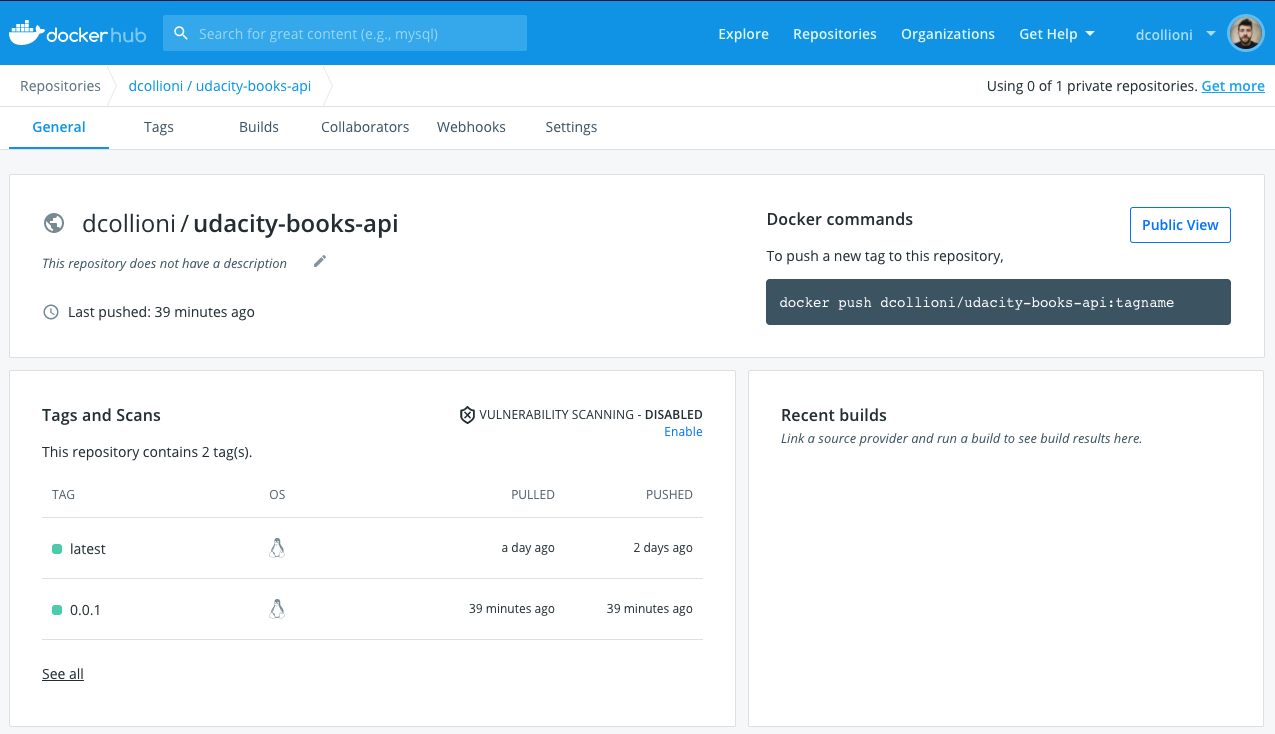 dockerhub
Search for great content (e.g., mysql)
Explore
Repositories
Organizations
Get Help
dcollioni
Repositories
dcollioni / udacity-books-api
Using 0 of 1 private repositories. Get more
General
Tags
Builds
Collaborators
Webhooks
Settings
dcollioni / udacity-books-api
This repository does not have a description
Last pushed: 39 minutes ago
Docker commands
Public View
To push a new tag to this repository,
docker push dcollioni/udacity-books-api:tagname
Tags and Scans
VULNERABILITY SCANNING - DISABLED
Enable
This repository contains 2 tag(s).
TAG OS PULLED PUSHED
latest a day ago 2 days ago
0.0.1 39 minutes ago 39 minutes ago
See all
Recent builds
Link a source provider and run a build to see build results here.